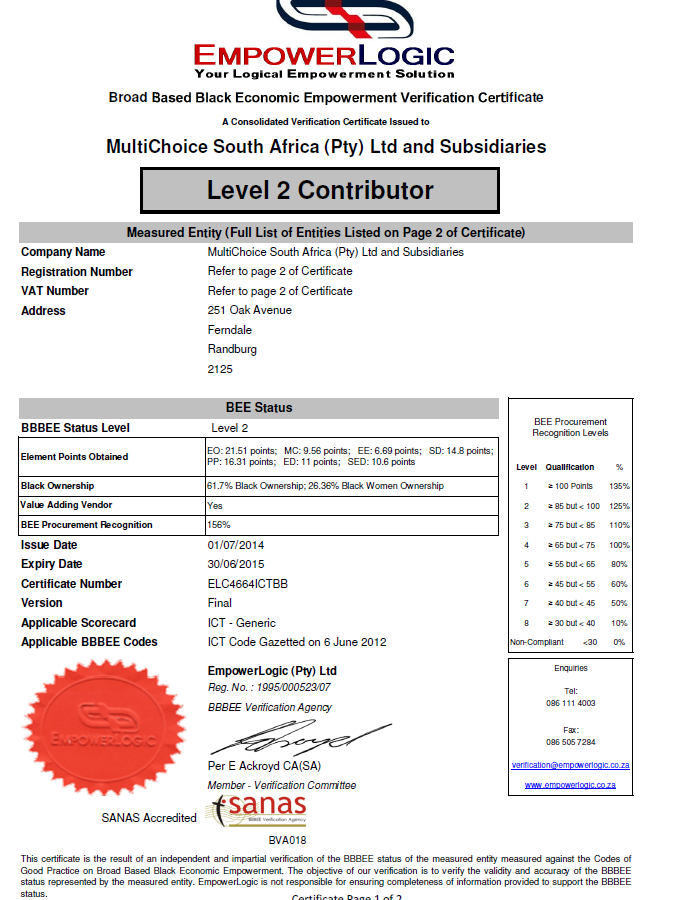 EMPOWERLOGIC
Your Logical Empowerment Solution
Broad Based Black Economic Empowerment Verification Certificate
A Consolidated Verification Certificate Issued to
MultiChoice South Africa (Pty) Ltd and Subsidiaries
Level 2 Contributor
Measured Entity (Full List of Entities Listed on Page 2 of Certificate)
Company Name MultiChoice South Africa (Pty) Ltd and Subsidiaries
Registration Number Refer to page 2 of Certificate
VAT Number Refer to page 2 of Certificate
Address 251 Oak Avenue
Ferndale
Randburg
2125
BEE Status
BBBEE Status Level Level 2
Element Points Obtained EO: 21.51 points; MC: 9.56 points; EE: 6.69 points; SD: 14.8 points;
PP: 16.31 points; ED: 11 points; SED: 10.6 points
Black Ownership 61.7% Black Ownership; 26.36% Black Women Ownership
Value Adding Vendor Yes
BEE Procurement Recognition 156%
Issue Date 01/07/2014
Expiry Date 30/06/2015
Certificate Number ELC4664ICTBB
Version Final
Applicable Scorecard ICT - Generic
Applicable BBBEE Codes ICT Code Gazetted on 6 June 2012
BEE Procurement
Recognition Levels
Level Qualification %
1 ≥ 100 Points 135%
2 ≥ 85 but < 100 125%
3 ≥ 75 but < 85 110%
4 ≥ 65 but < 75 100%
5 ≥ 55 but < 65 80%
6 ≥ 45 but < 55 60%
7 ≥ 40 but < 45 50%
8 ≥ 30 but < 40 10%
Non-Compliant <30 0%
EMPOWERLOGIC
EmpowerLogic (Pty) Ltd
Reg. No. : 1995/000523/07
BBBEE Verification Agency
Per E Ackroyd CA(SA)
Member - Verification Committee
SANAS Accredited
sanas
BBBEE Verification Agency
BVA018
Enquiries
Tel:
086 111 4003
Fax:
086 505 7284
verification@empowerlogic.co.za
www.empowerlogic.co.za
This certificate is the result of an independent and impartial verification of the BBBEE status of the measured entity measured against the Codes of
Good Practice on Broad Based Black Economic Empowerment. The objective of our verification is to verify the validity and accuracy of the BBBEE
status represented by the measured entity. EmpowerLogic is not responsible for ensuring completeness of information provided to support the BBBEE
status.
Certificate Page 1 of 2